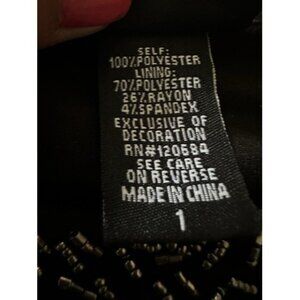 SELF:
100%POLYESTER
LINING:
70%POLYESTER
26%RAYON
4%SPANDEX
EXCLUSIVE OF
DECORATION
RN#120684
SEE CARE
ON REVERSE
MADE IN CHINA
1